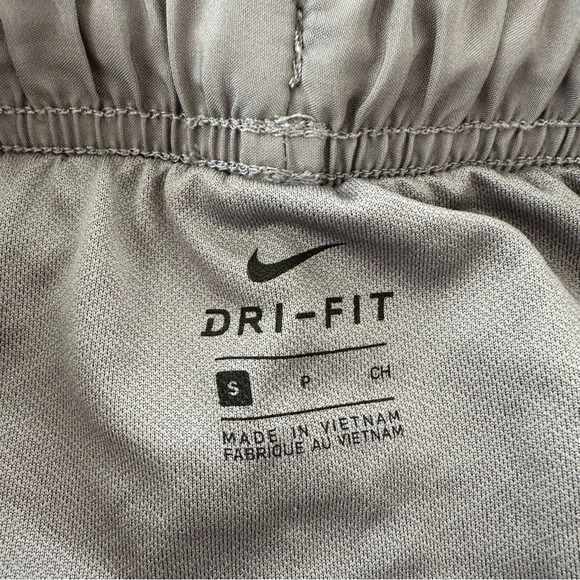 DRI-FIT
S P CH
MADE IN VIETNAM
FABRIQUE AU VIETNAM